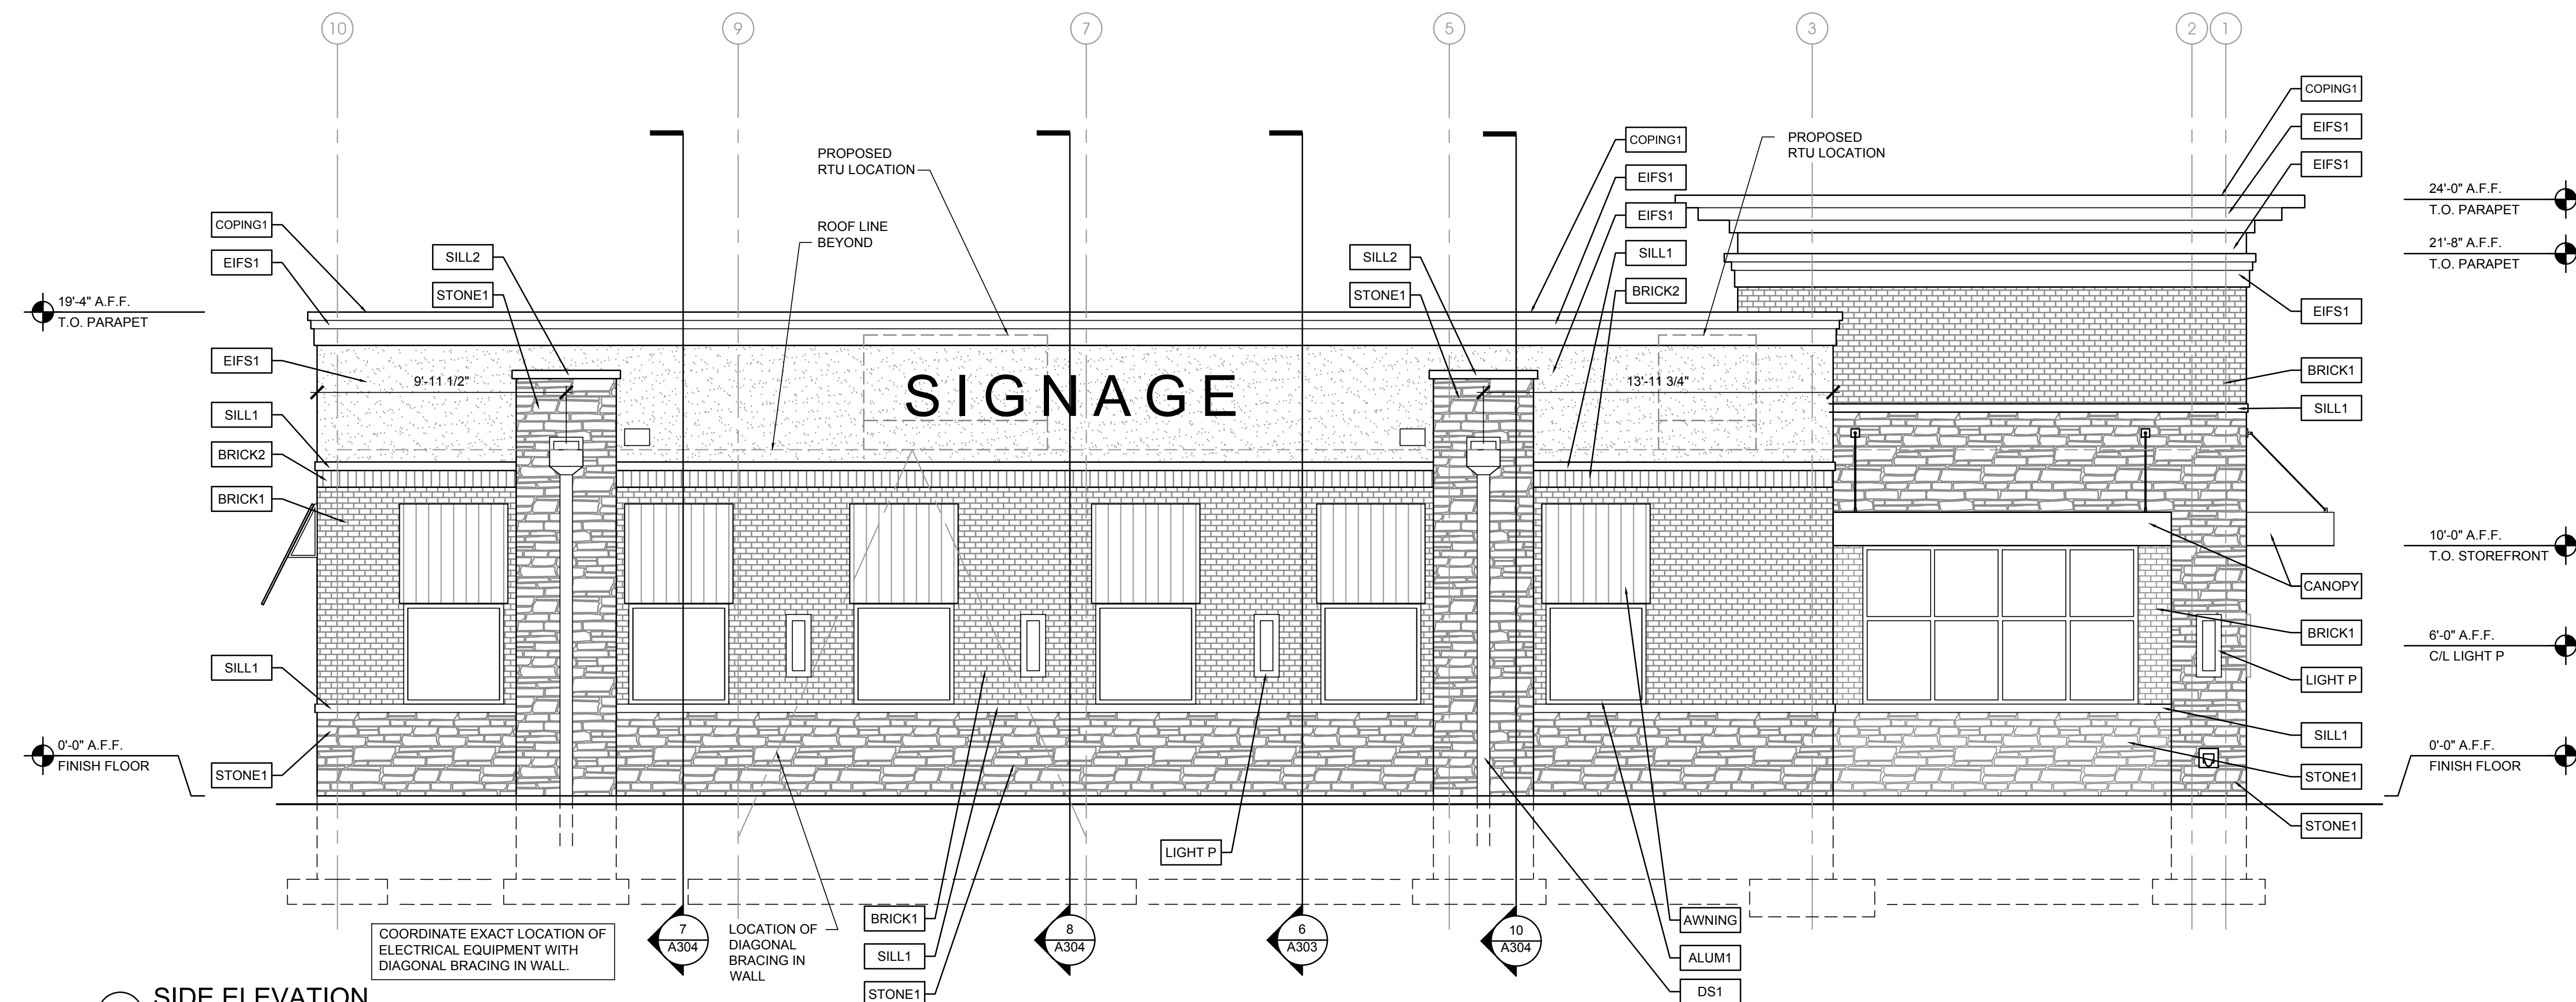 10
9
7
5
3
2
1
COPING1
EIFS1
EIFS1
COPING1
EIFS1
EIFS1
SILL1
BRICK2
PROPOSED
RTU LOCATION
PROPOSED
RTU LOCATION
ROOF LINE
BEYOND
24'-0" A.F.F.
T.O. PARAPET
21'-8" A.F.F.
T.O. PARAPET
COPING1
EIFS1
SILL2
STONE1
SILL2
STONE1
19'-4" A.F.F.
T.O. PARAPET
EIFS1
EIFS1
SILL1
BRICK2
BRICK1
9'-11 1/2"
SIGNAGE
13'-11 3/4"
BRICK1
SILL1
10'-0" A.F.F.
T.O. STOREFRONT
CANOPY
BRICK1
6'-0" A.F.F.
C/L LIGHT P
LIGHT P
SILL1
SILL1
0'-0" A.F.F.
FINISH FLOOR
STONE1
0'-0" A.F.F.
FINISH FLOOR
STONE1
STONE1
LIGHT P
COORDINATE EXACT LOCATION OF
ELECTRICAL EQUIPMENT WITH
DIAGONAL BRACING IN WALL.
7
A304
LOCATION OF
DIAGONAL
BRACING IN
WALL
BRICK1
SILL1
STONE1
8
A304
6
A303
10
A304
AWNING
ALUM1
DS1
SIDE ELEVATION